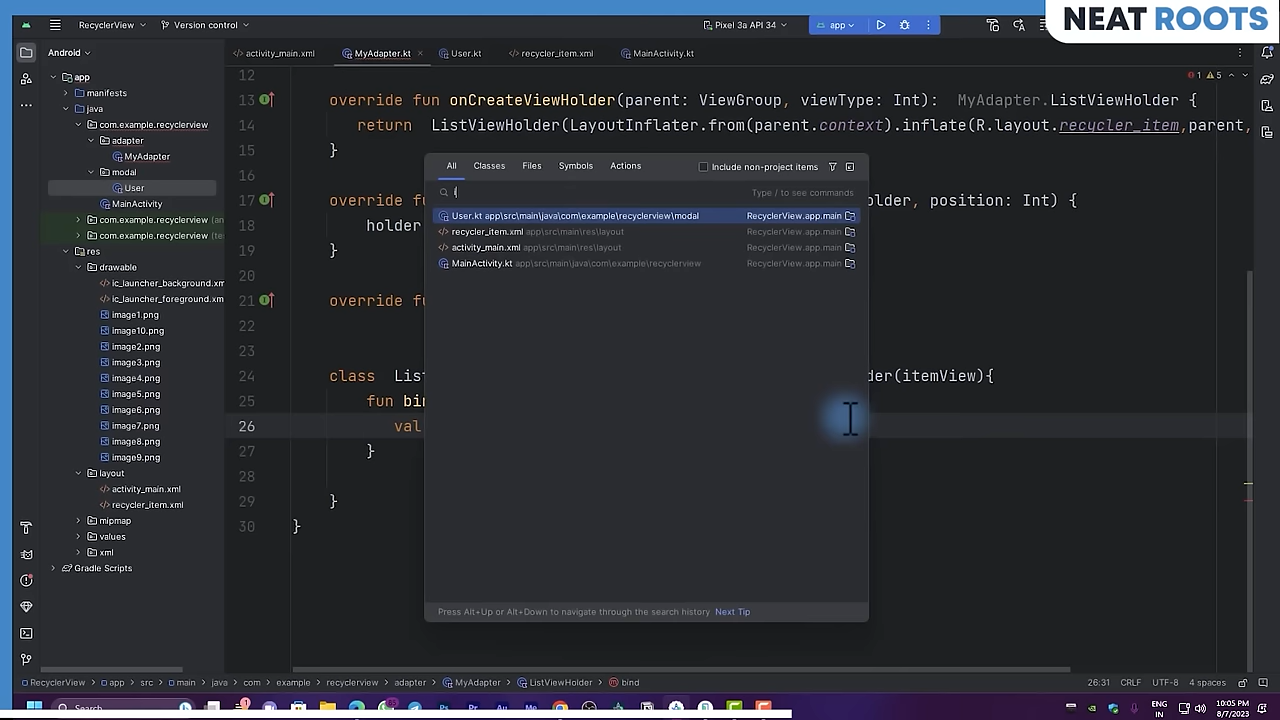 NEAT ROOTS
RecyclerView
Version control
Pixel 3a API 34
app
Android
activity_main.xml
MyAdapter.kt
User.kt
recycler_item.xml
MainActivity.kt
app
manifests
java
com.example.recyclerview
adapter
MyAdapter
modal
User
MainActivity
com.example.recyclerview (an
com.example.recyclerview (te
res
drawable
ic_launcher_background.xm
ic_launcher_foreground.xm
image1.png
image10.png
image2.png
image3.png
image4.png
image5.png
image6.png
image7.png
image8.png
image9.png
layout
activity_main.xml
recycler_item.xml
mipmap
values
xml
Gradle Scripts
1 5
12
13 override fun onCreateViewHolder(parent: ViewGroup, viewType: Int): MyAdapter.ListViewHolder {
14 return ListViewHolder(LayoutInflater.from(parent.context).inflate(R.layout.recycler_item,parent,
15 }
16
17 override fu older, position: Int) {
18 holder
19 }
20
21 override fu
22
23
24 class Lis der(itemView){
25 fun bin
26 val
27 }
28
29 }
30 }
All Classes Files Symbols Actions Include non-project items
( Type / to see commands
User.kt app\src\main\java\com\example\recyclerview\modal RecyclerView.app.main
recycler_item.xml app\src\main\res\layout RecyclerView.app.main
activity_main.xml app\src\main\res\layout RecyclerView.app.main
MainActivity.kt app\src\main\java\com\example\recyclerview RecyclerView.app.main
Press Alt+Up or Alt+Down to navigate through the search history Next Tip
RecyclerView > app > src > main > java > com > example > recyclerview > adapter > MyAdapter > ListViewHolder > bind
26:31 CRLF UTF-8 4 spaces
Search
Ps Au Me
ENG
IN
10:05 PM
8/7/2023